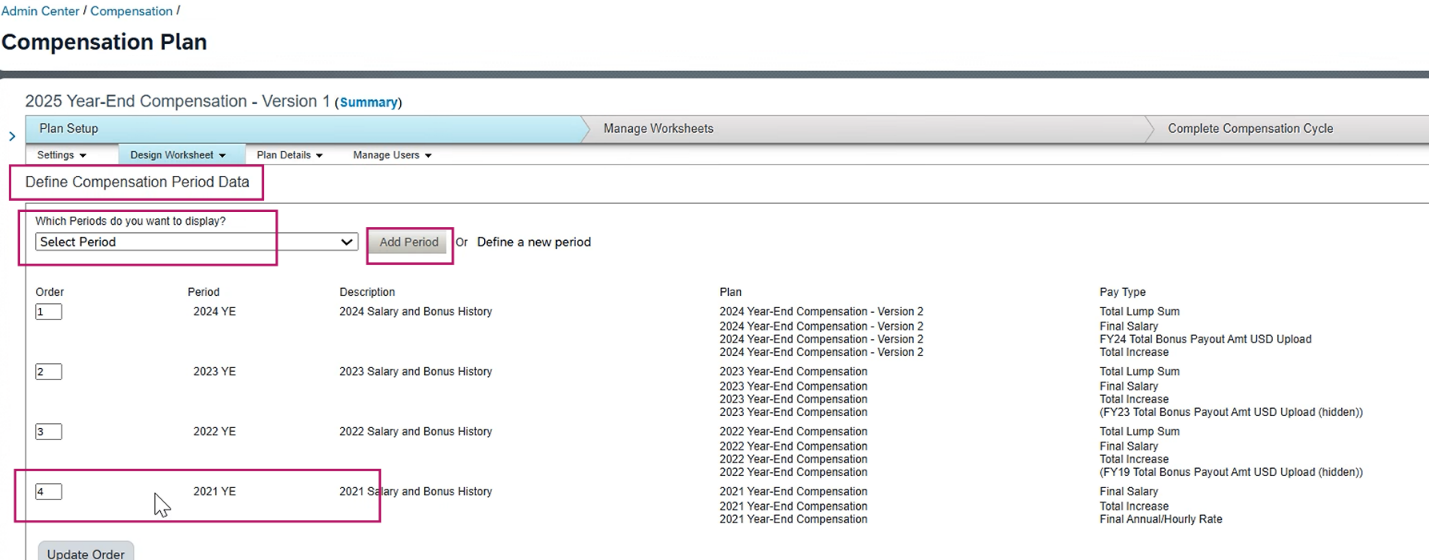 Admin Center / Compensation /
Compensation Plan
2025 Year-End Compensation - Version 1 (Summary)
Plan Setup Manage Worksheets Complete Compensation Cycle
Settings Design Worksheet Plan Details Manage Users
Define Compensation Period Data
Which Periods do you want to display?
Select Period Add Period Or Define a new period
Order Period Description Plan Pay Type
1 2024 YE 2024 Salary and Bonus History 2024 Year-End Compensation - Version 2 Total Lump Sum
2024 Year-End Compensation - Version 2 Final Salary
2024 Year-End Compensation - Version 2 FY24 Total Bonus Payout Amt USD Upload
2024 Year-End Compensation - Version 2 Total Increase
2 2023 YE 2023 Salary and Bonus History 2023 Year-End Compensation Total Lump Sum
2023 Year-End Compensation Final Salary
2023 Year-End Compensation Total Increase
2023 Year-End Compensation (FY23 Total Bonus Payout Amt USD Upload (hidden))
3 2022 YE 2022 Salary and Bonus History 2022 Year-End Compensation Total Lump Sum
2022 Year-End Compensation Final Salary
2022 Year-End Compensation Total Increase
2022 Year-End Compensation (FY19 Total Bonus Payout Amt USD Upload (hidden))
4 2021 YE 2021 Salary and Bonus History 2021 Year-End Compensation Final Salary
2021 Year-End Compensation Total Increase
2021 Year-End Compensation Final Annual/Hourly Rate
Update Order